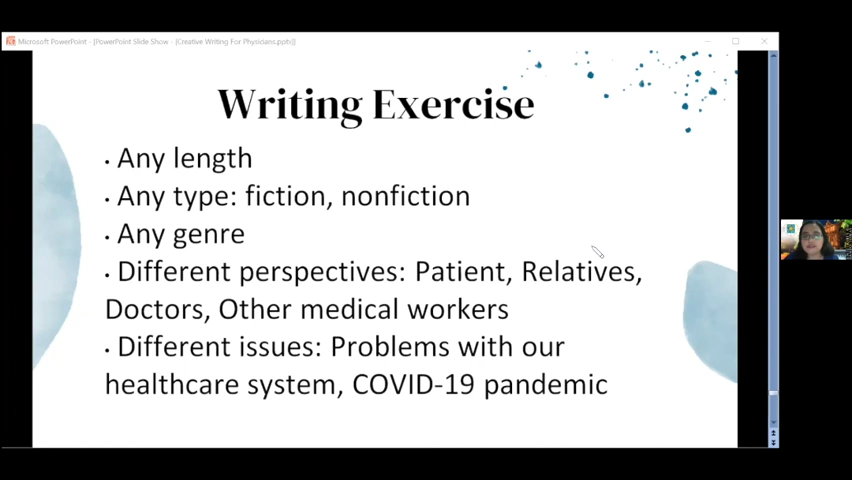 Microsoft PowerPoint - [PowerPoint Slide Show - [Creative Writing For Physicians.pptx]]
Writing Exercise
• Any length
• Any type: fiction, nonfiction
• Any genre
• Different perspectives: Patient, Relatives,
Doctors, Other medical workers
• Different issues: Problems with our
healthcare system, COVID-19 pandemic